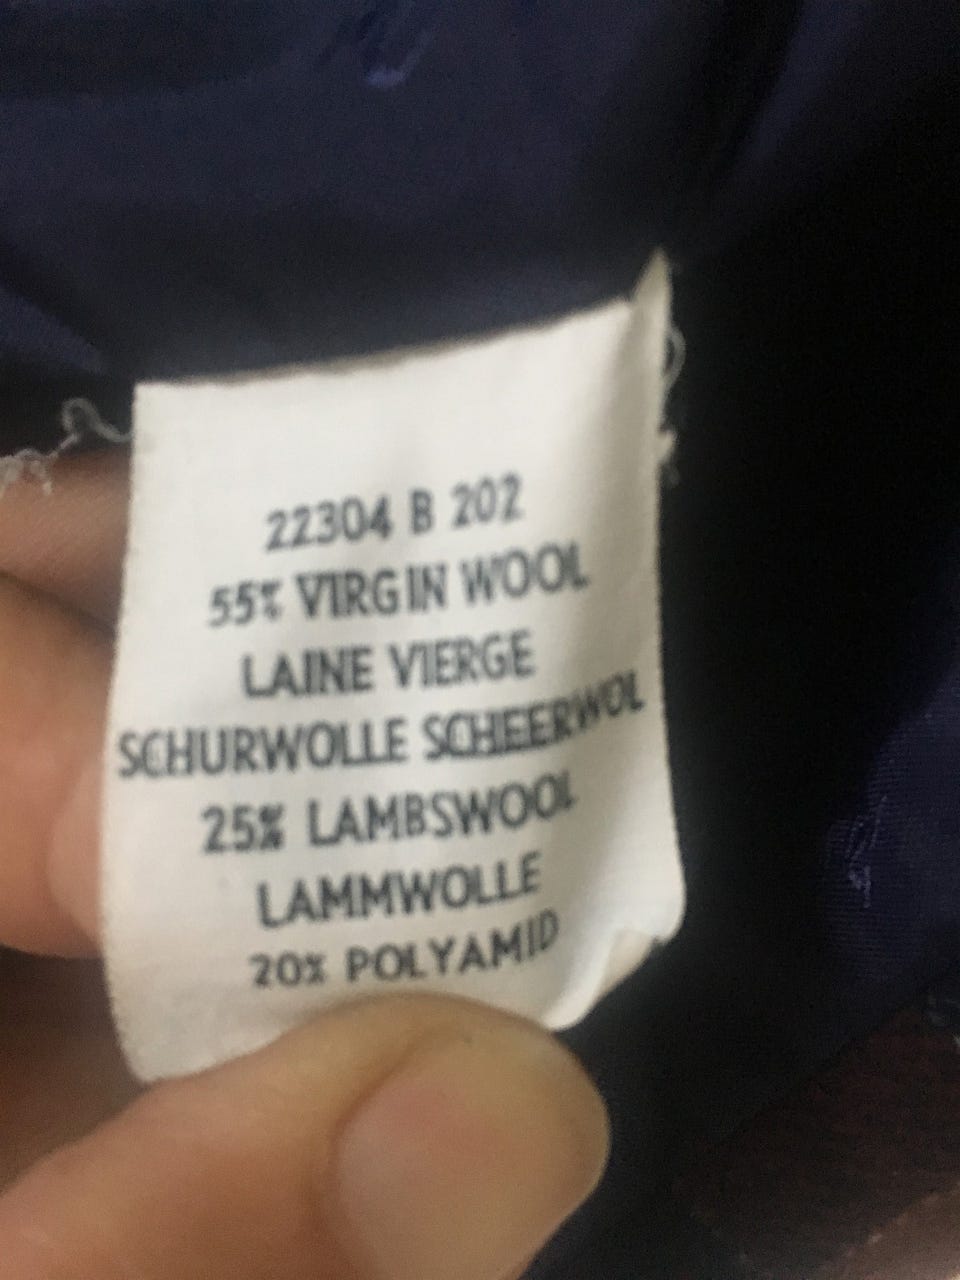 22304 B 202
55% VIRGIN WOOL
LAINE VIERGE
SCHURWOLLE SCHEERWOL
25% LAMBSWOOL
LAMMWOLLE
20% POLYAMID